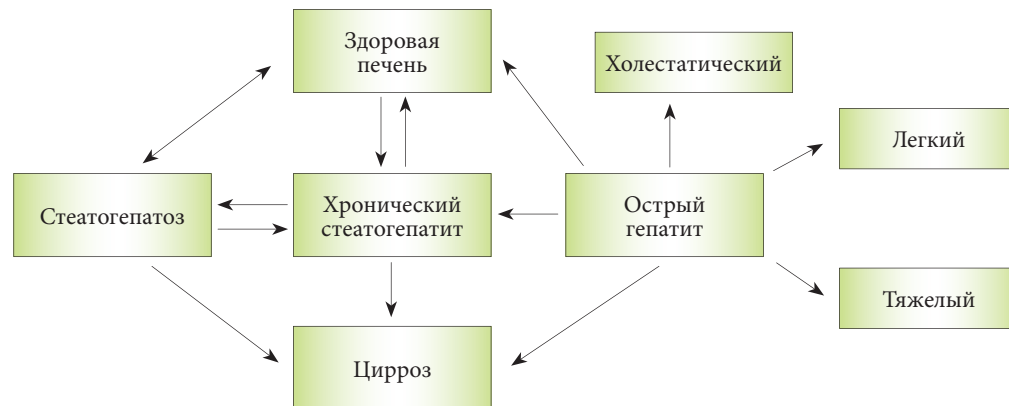 Здоровая
печень
Холестатический
Легкий
Стеатогепатоз
Хронический
стеатогепатит
Острый
гепатит
Тяжелый
Цирроз